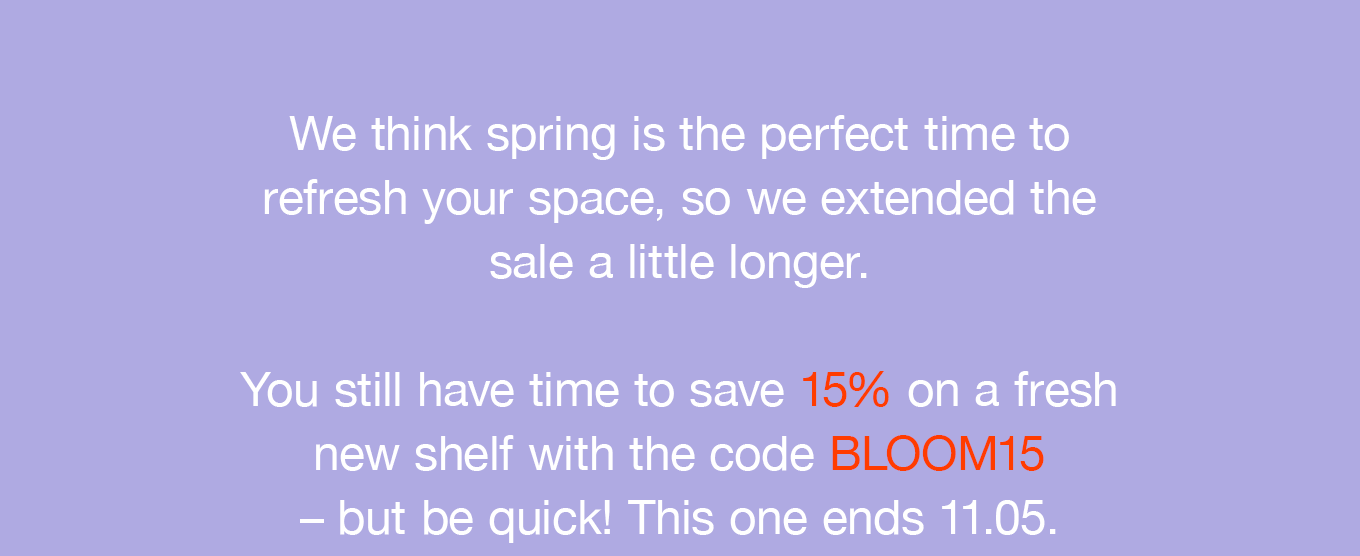 We think spring is the perfect time to
refresh your space, so we extended the
sale a little longer.
You still have time to save 15% on a fresh
new shelf with the code BLOOM15
– but be quick! This one ends 11.05.